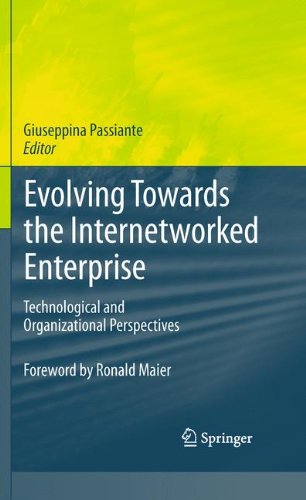 Giuseppina Passiante
Editor
Evolving Towards
the Internetworked
Enterprise
Technological and
Organizational Perspectives
Foreword by Ronald Maier
Springer